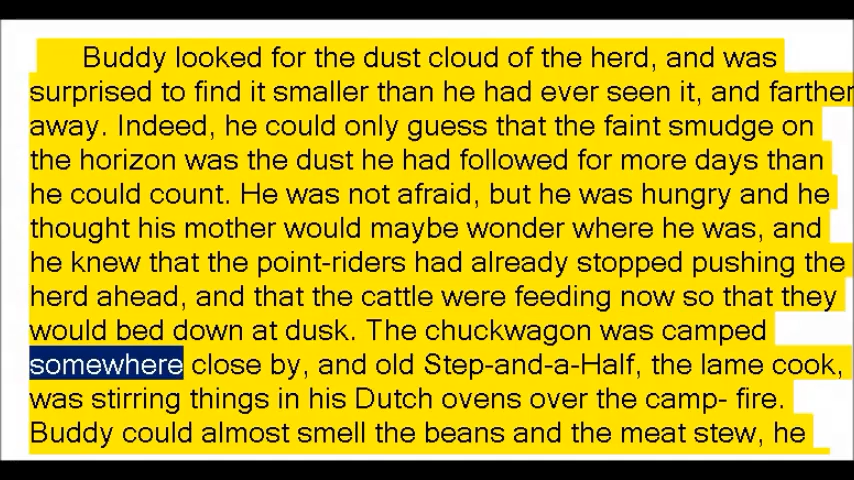 Buddy looked for the dust cloud of the herd, and was
surprised to find it smaller than he had ever seen it, and farther
away. Indeed, he could only guess that the faint smudge on
the horizon was the dust he had followed for more days than
he could count. He was not afraid, but he was hungry and he
thought his mother would maybe wonder where he was, and
he knew that the point-riders had already stopped pushing the
herd ahead, and that the cattle were feeding now so that they
would bed down at dusk. The chuckwagon was camped
somewhere close by, and old Step-and-a-Half, the lame cook,
was stirring things in his Dutch ovens over the camp- fire.
Buddy could almost smell the beans and the meat stew, he